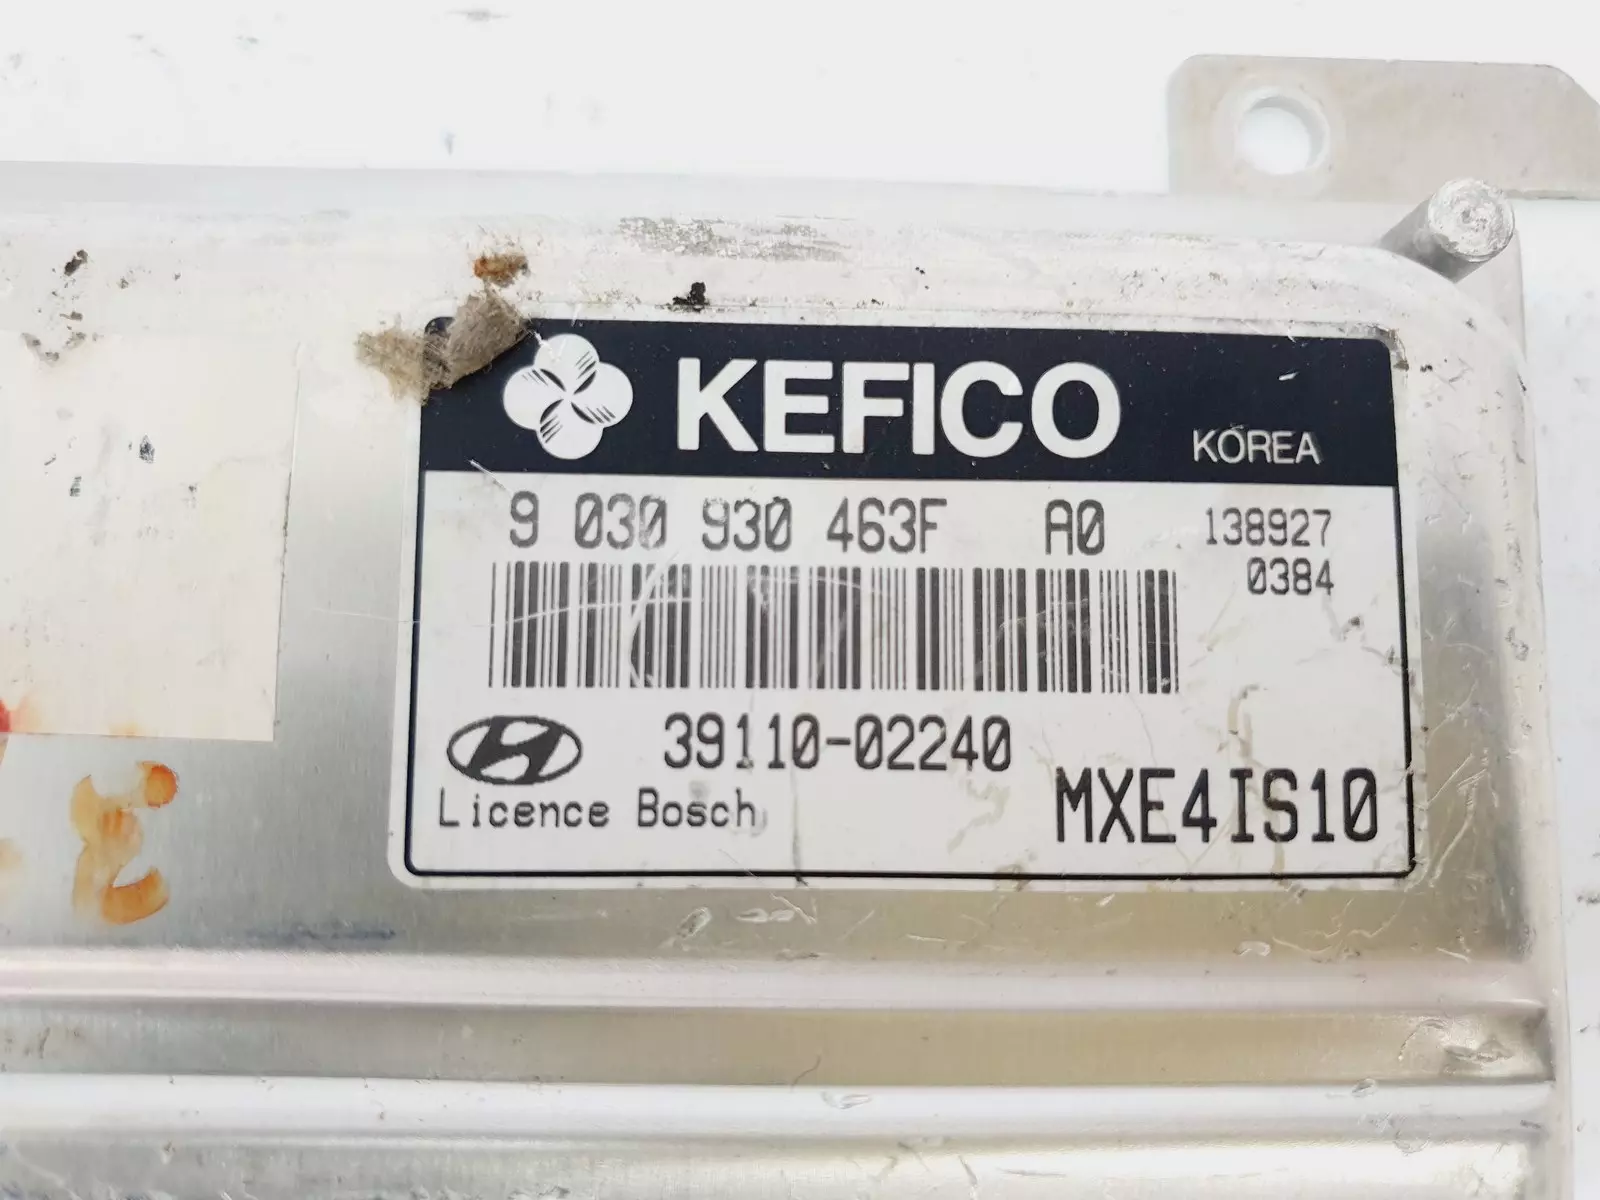 KEFICO KOREA
9 030 930 463F A0 138927
0384
39110-02240
Licence Bosch MXE4IS10